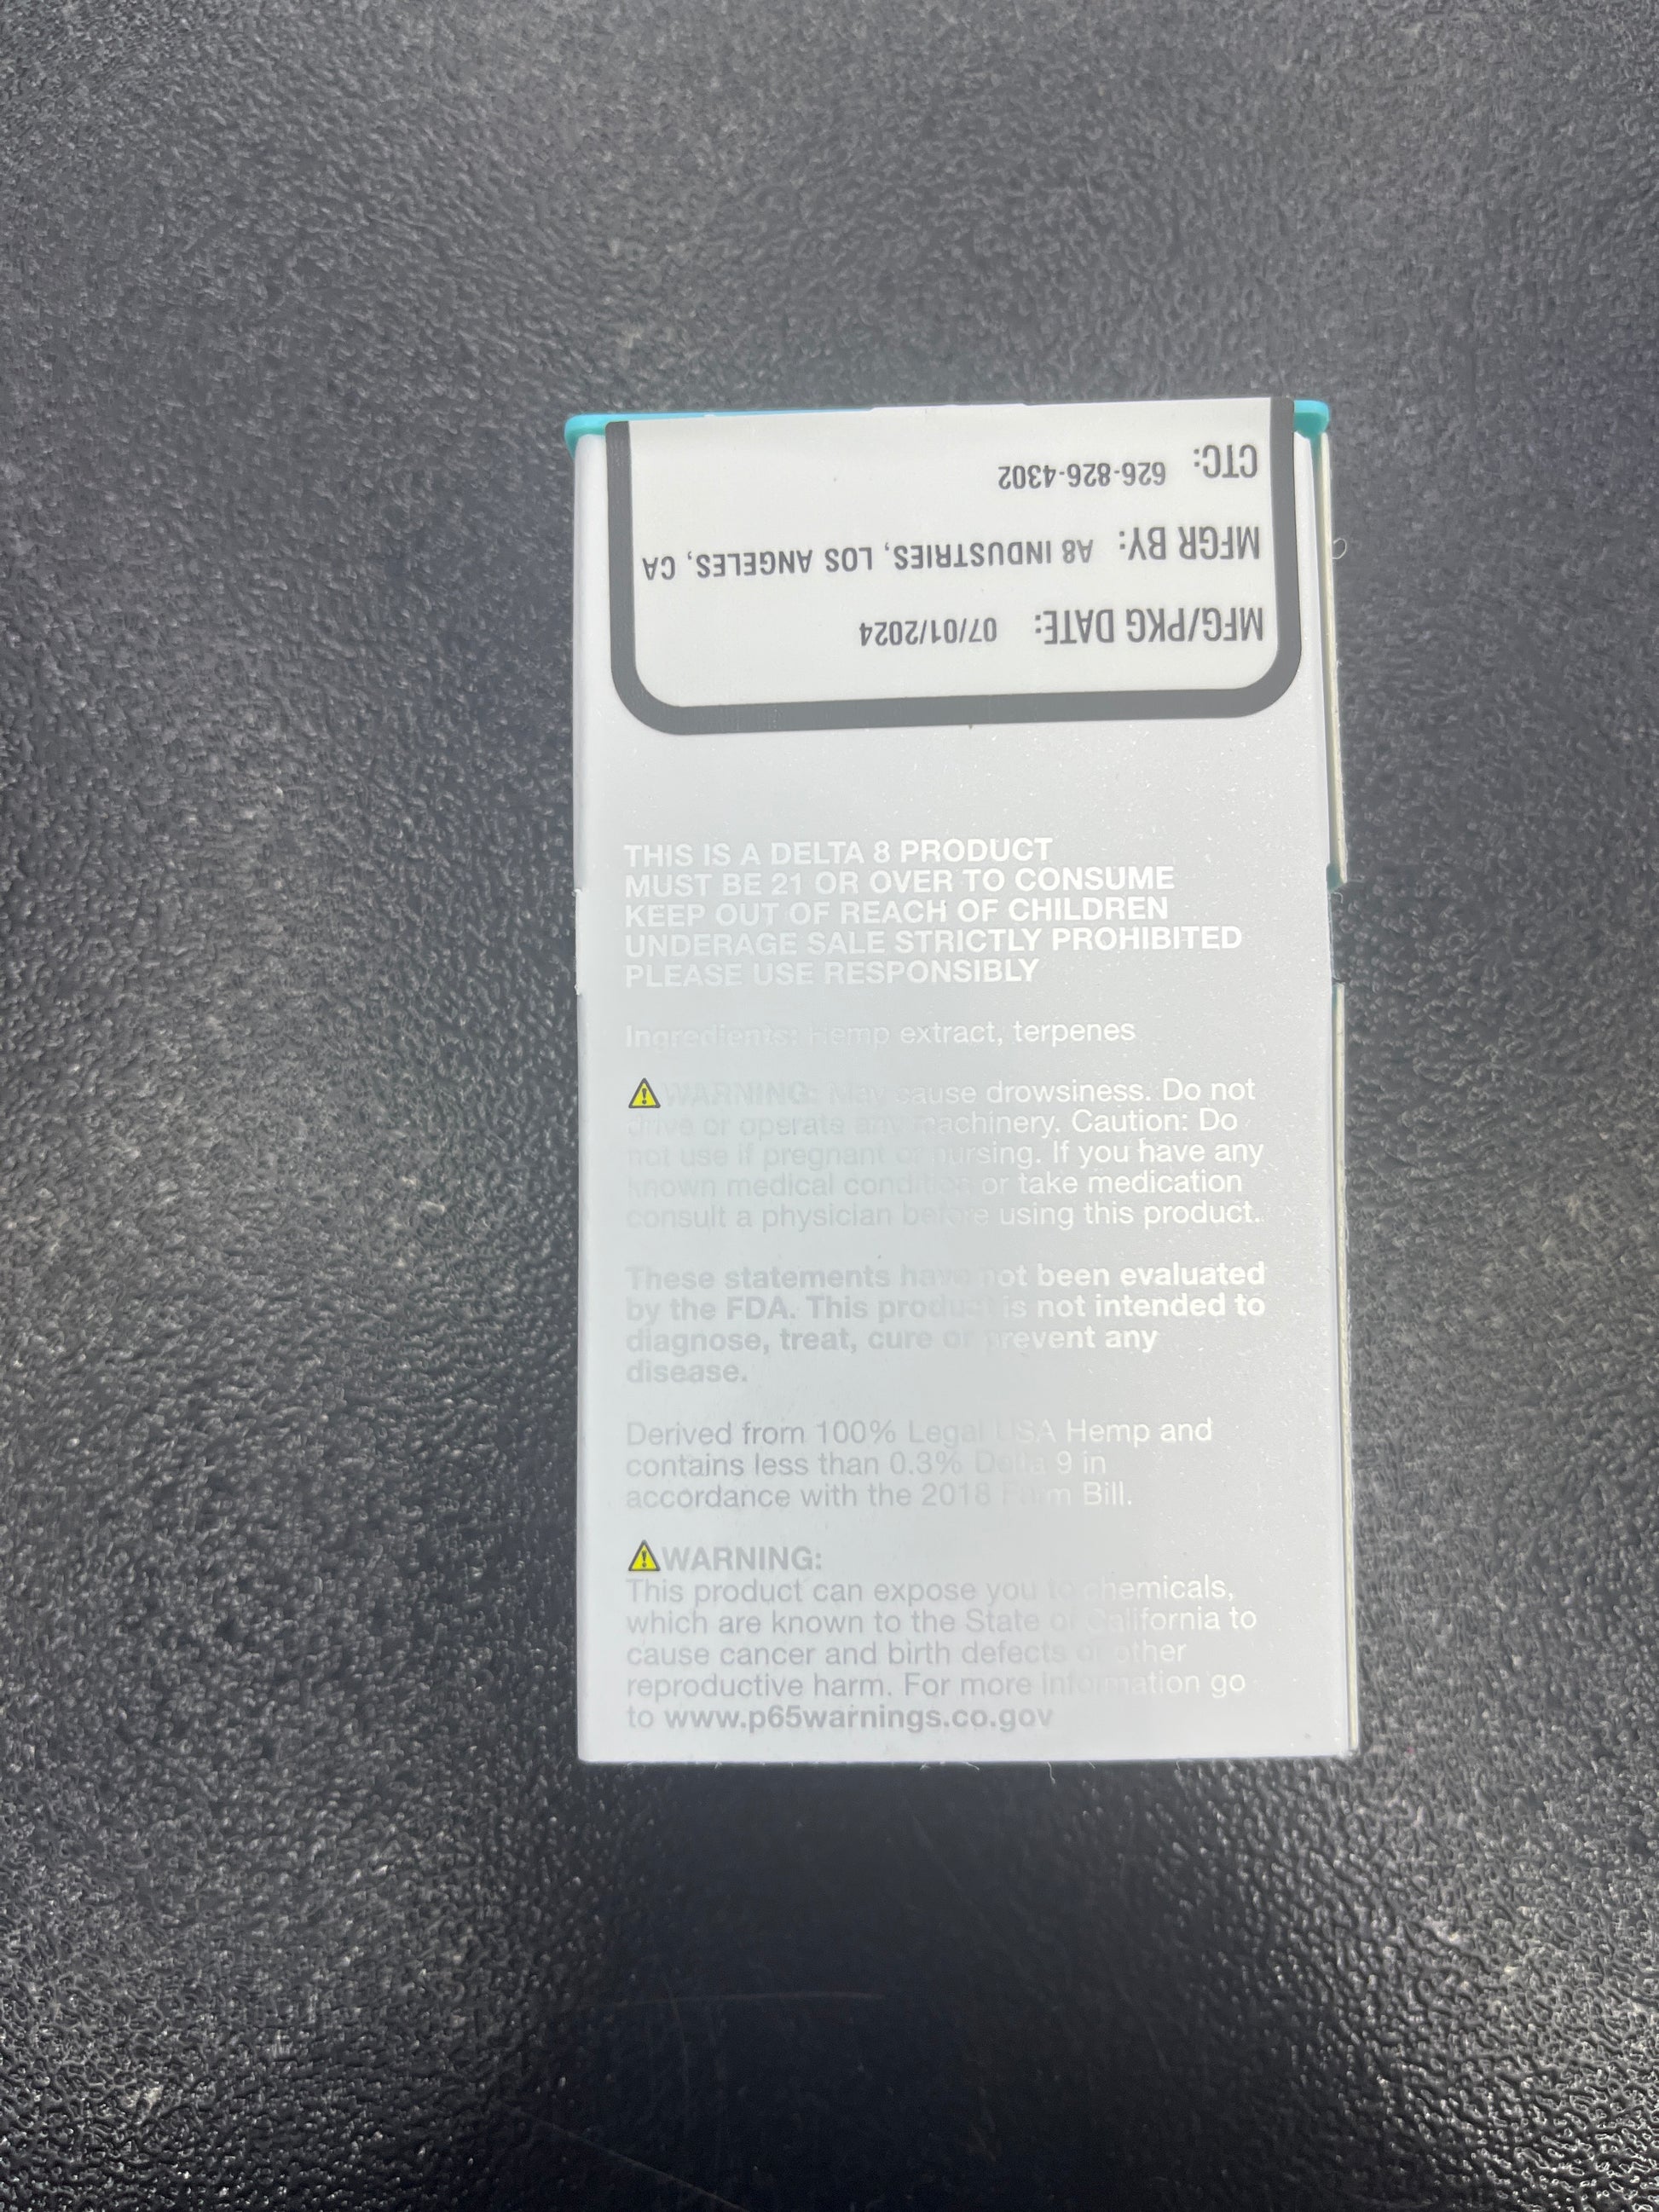 MFG/PKG DATE: 07/01/2024
MFGR BY: A8 INDUSTRIES, LOS ANGELES, CA
CTC: 626-826-4302
THIS IS A DELTA 8 PRODUCT
MUST BE 21 OR OVER TO CONSUME
KEEP OUT OF REACH OF CHILDREN
UNDERAGE SALE STRICTLY PROHIBITED
PLEASE USE RESPONSIBLY
Ingredients: Hemp extract, terpenes
WARNING: May cause drowsiness. Do not
drive or operate any machinery. Caution: Do
not use if pregnant or nursing. If you have any
known medical condition or take medication
consult a physician before using this product.
These statements have not been evaluated
by the FDA. This product is not intended to
diagnose, treat, cure or prevent any
disease.
Derived from 100% Legal USA Hemp and
contains less than 0.3% Delta 9 in
accordance with the 2018 Farm Bill.
WARNING:
This product can expose you to chemicals,
which are known to the State of California to
cause cancer and birth defects or other
reproductive harm. For more information go
to www.p65warnings.co.gov